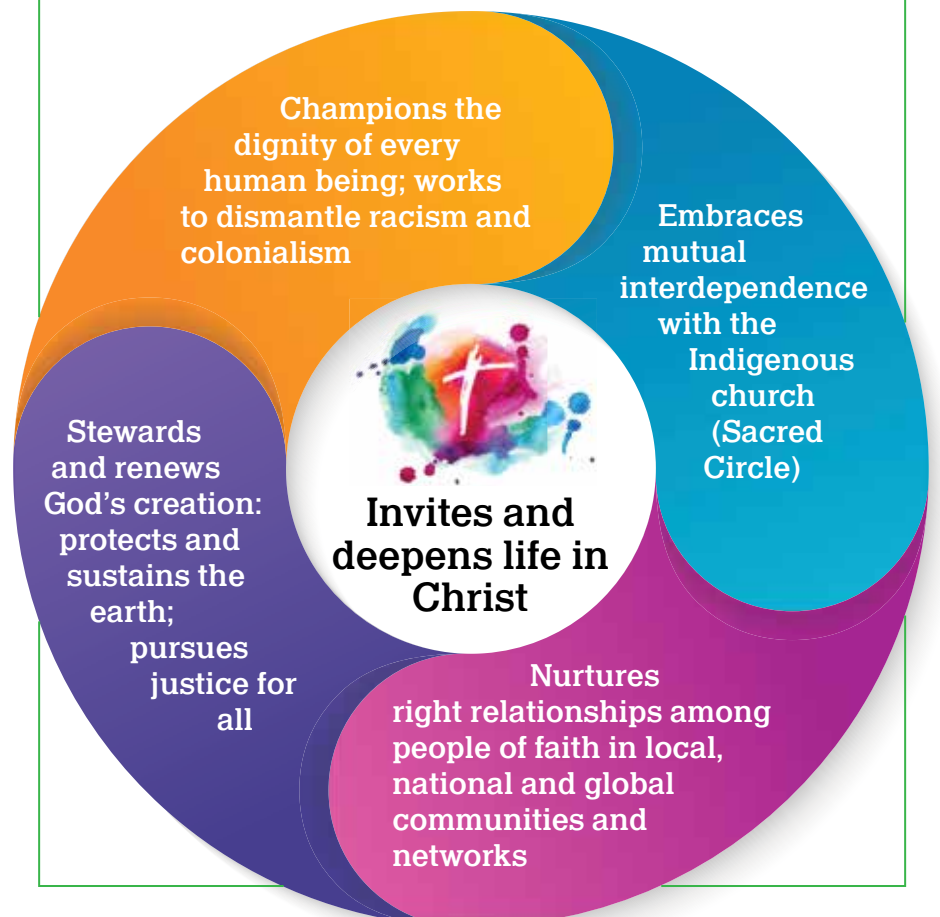 Champions the
dignity of every
human being; works
to dismantle racism and
colonialism
Embraces
mutual
interdependence
with the
Indigenous
church
(Sacred
Circle)
Nurtures
right relationships among
people of faith in local,
national and global
communities and
networks
Stewards
and renews
God's creation:
protects and
sustains the
earth;
pursues
justice for
all
Invites and
deepens life in
Christ